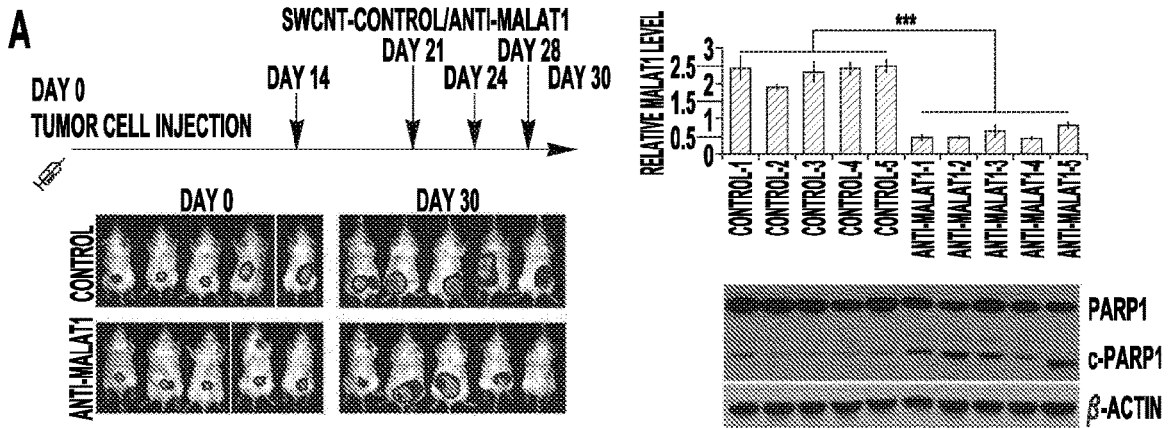 A
SWCNT-CONTROL/ANTI-MALAT1
DAY 0
TUMOR CELL INJECTION
DAY 14
DAY 21
DAY 24
DAY 28
DAY 30
DAY 0
DAY 30
CONTROL
ANTI-MALAT1
***
RELATIVE MALAT1 LEVEL
3
2.5
2
1.5
1
0.5
0
CONTROL-1
CONTROL-2
CONTROL-3
CONTROL-4
CONTROL-5
ANTI-MALAT1-1
ANTI-MALAT1-2
ANTI-MALAT1-3
ANTI-MALAT1-4
ANTI-MALAT1-5
PARP1
c-PARP1
β-ACTIN